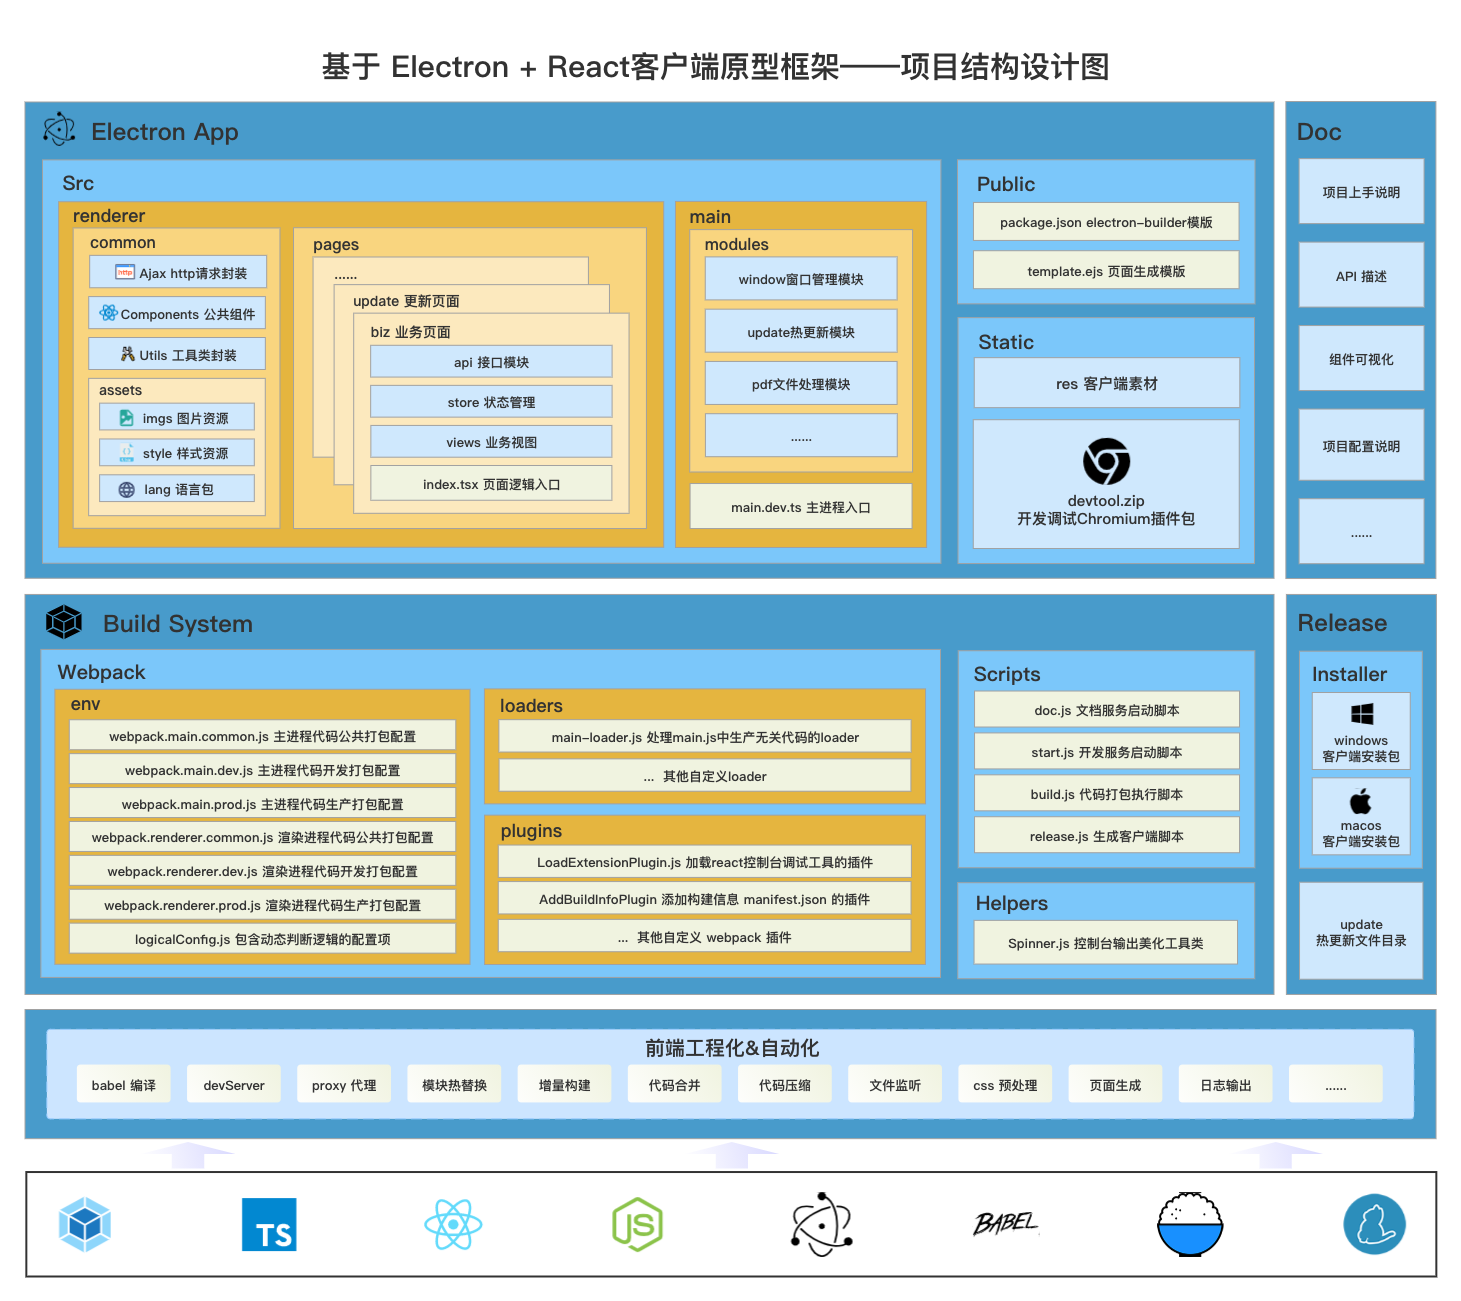 基于 Electron + React客户端原型框架——项目结构设计图
Electron App
Src
renderer
common
http
Ajax http请求封装
Components 公共组件
Utils 工具类封装
assets
imgs 图片资源
style 样式资源
lang 语言包
pages
......
update 更新页面
biz 业务页面
api 接口模块
store 状态管理
views 业务视图
index.tsx 页面逻辑入口
main
modules
window窗口管理模块
update热更新模块
pdf文件处理模块
......
main.dev.ts 主进程入口
Public
package.json electron-builder模版
template.ejs 页面生成模版
Static
res 客户端素材
devtool.zip
开发调试Chromium插件包
Doc
项目上手说明
API 描述
组件可视化
项目配置说明
......
Build System
Webpack
env
webpack.main.common.js 主进程代码公共打包配置
webpack.main.dev.js 主进程代码开发打包配置
webpack.main.prod.js 主进程代码生产打包配置
webpack.renderer.common.js 渲染进程代码公共打包配置
webpack.renderer.dev.js 渲染进程代码开发打包配置
webpack.renderer.prod.js 渲染进程代码生产打包配置
logicalConfig.js 包含动态判断逻辑的配置项
loaders
main-loader.js 处理main.js中生产无关代码的loader
... 其他自定义loader
plugins
LoadExtensionPlugin.js 加载react控制台调试工具的插件
AddBuildInfoPlugin 添加构建信息 manifest.json 的插件
... 其他自定义 webpack 插件
Scripts
doc.js 文档服务启动脚本
start.js 开发服务启动脚本
build.js 代码打包执行脚本
release.js 生成客户端脚本
Helpers
Spinner.js 控制台输出美化工具类
Release
Installer
windows
客户端安装包
macos
客户端安装包
update
热更新文件目录
前端工程化&自动化
babel 编译
devServer
proxy 代理
模块热替换
增量构建
代码合并
代码压缩
文件监听
css 预处理
页面生成
日志输出
......
TS
JS
BABEL